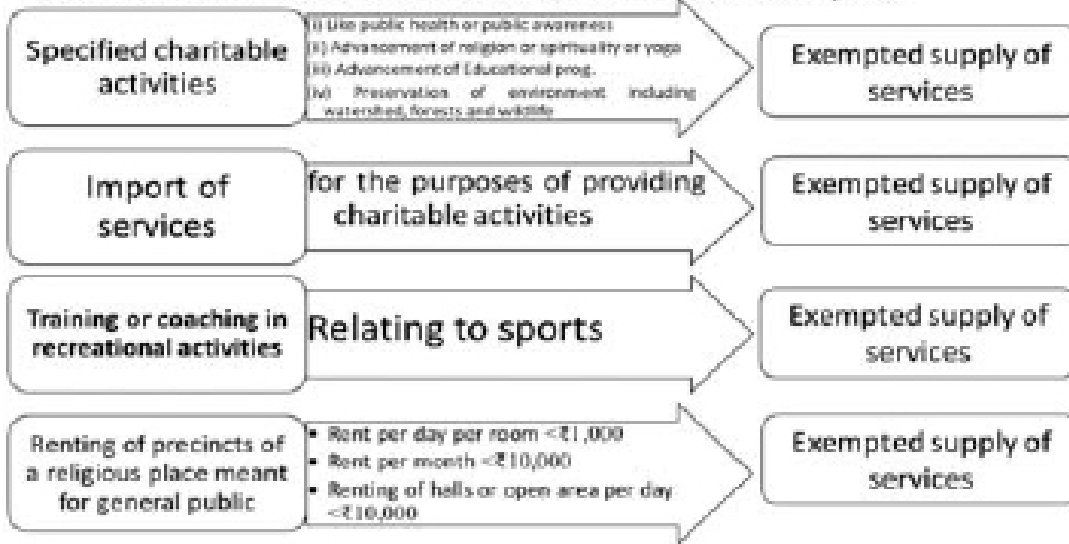 Specified charitable
activities
(i) Like public health or public awareness
(ii) Advancement of religion or spirituality or yoga
(iii) Advancement of Educational prog.
(iv) Preservation of environment including
watershed, forests and wildlife
Exempted supply of
services
Import of
services
for the purposes of providing
charitable activities
Exempted supply of
services
Training or coaching in
recreational activities
Relating to sports
Exempted supply of
services
Renting of precincts of
a religious place meant
for general public
• Rent per day per room <₹1,000
• Rent per month <₹10,000
• Renting of halls or open area per day
<₹10,000
Exempted supply of
services